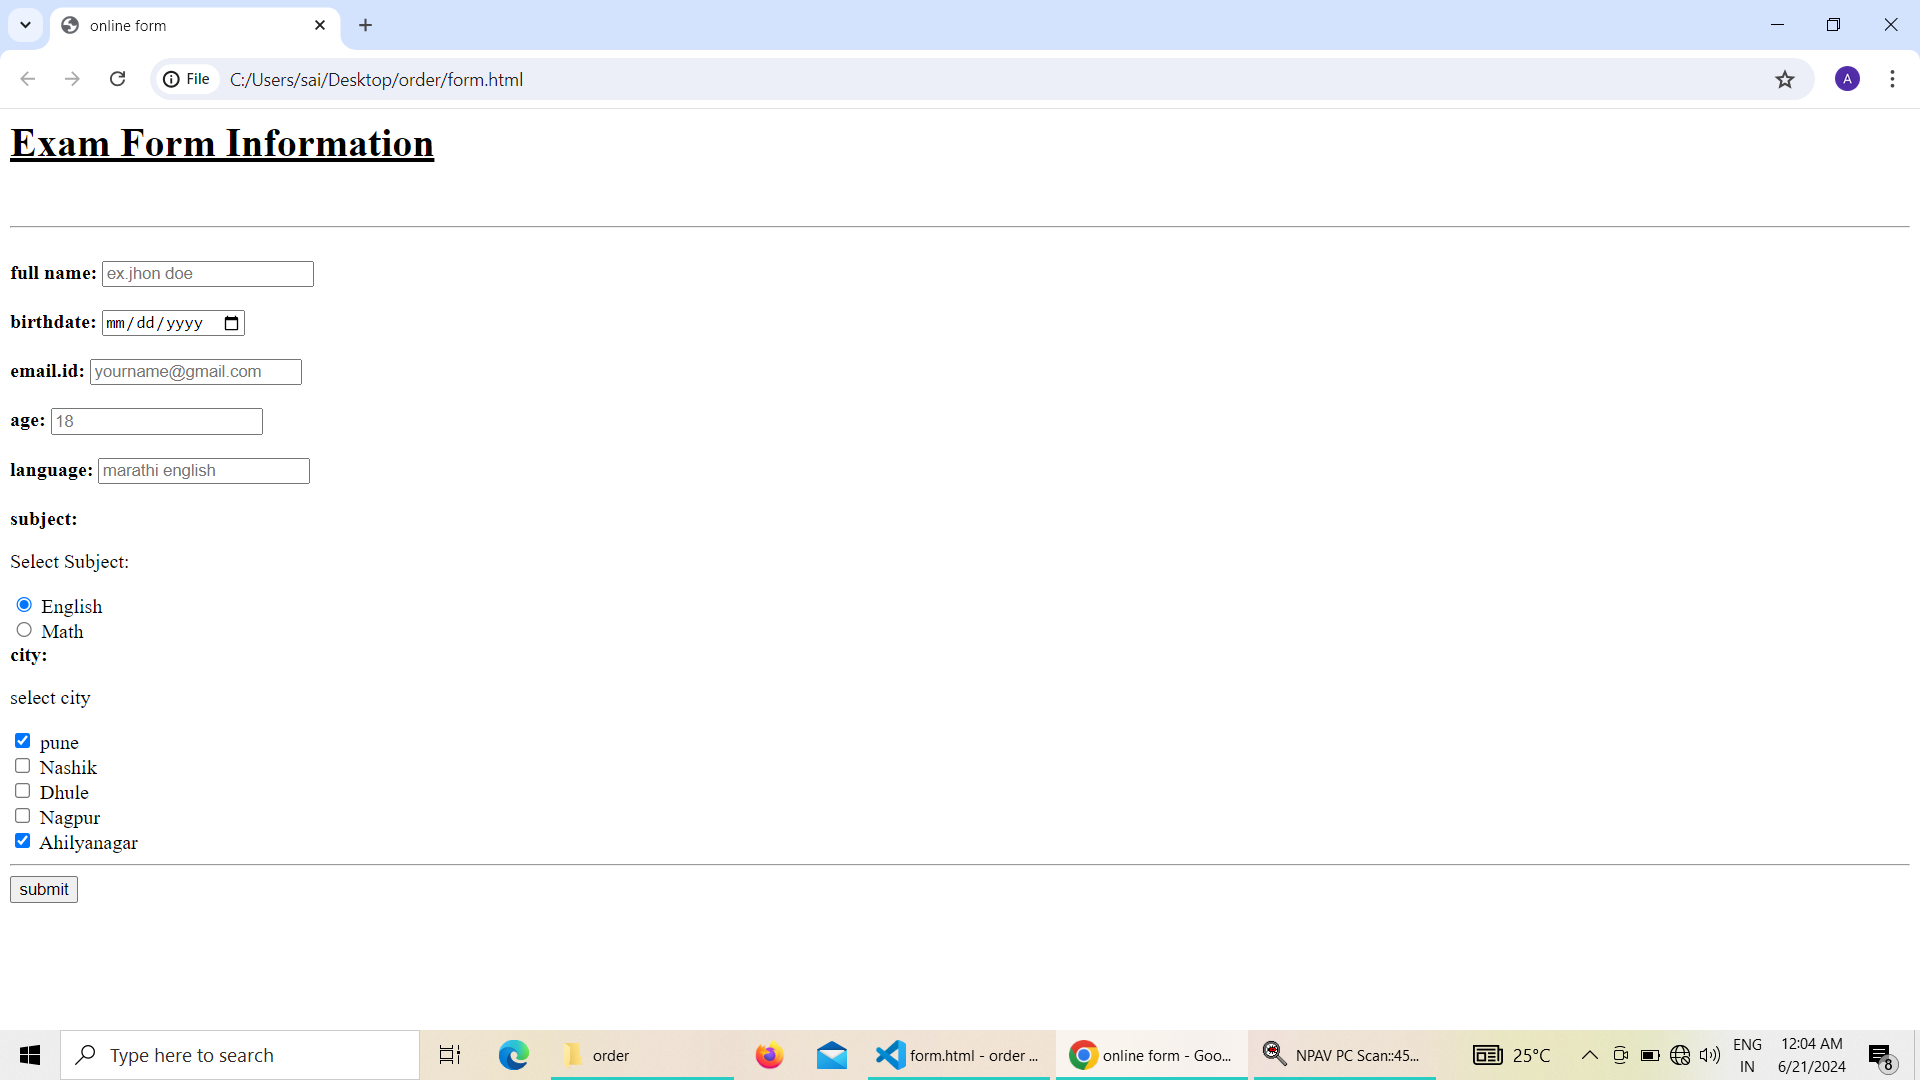 online form
File C:/Users/sai/Desktop/order/form.html
A
Exam Form Information
full name: ex.jhon doe
birthdate: mm/dd/yyyy
email.id: yourname@gmail.com
age: 18
language: marathi english
subject:
Select Subject:
English
Math
city:
select city
pune
Nashik
Dhule
Nagpur
Ahilyanagar
submit
Type here to search
order
form.html - order ...
online form - Goo...
NPAV PC Scan::45...
25°C
ENG
IN
12:04 AM
6/21/2024
8